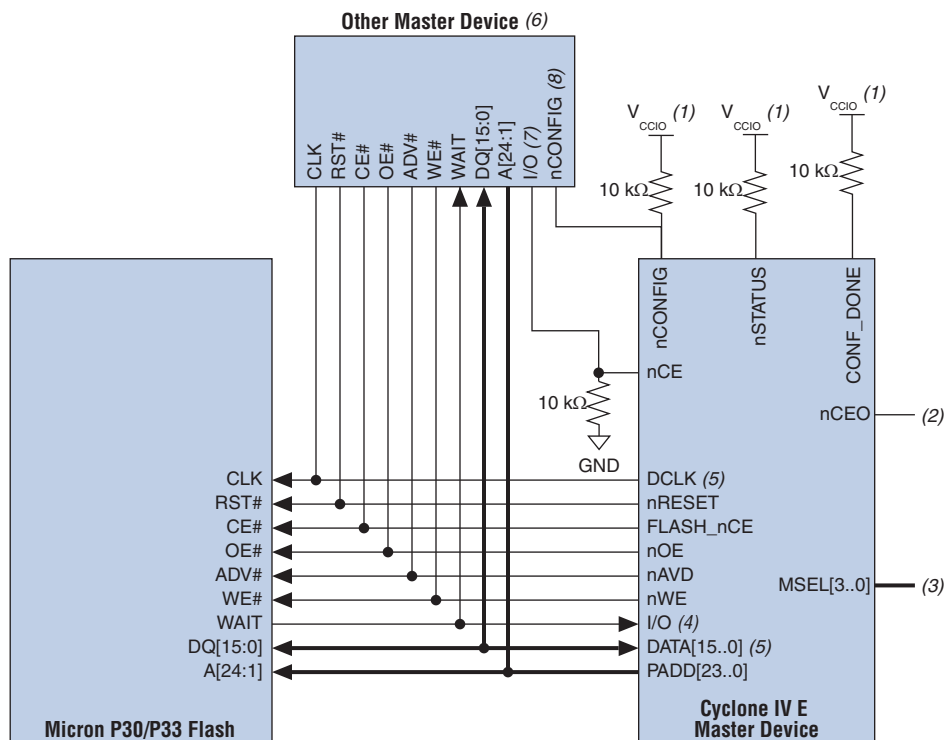 Other Master Device (6)
CLK
RST#
CE#
OE#
ADV#
WE#
WAIT
DQ[15:0]
A[24:1]
I/O (7)
nCONFIG (8)
VCCIO (1)
VCCIO (1)
VCCIO (1)
10 kΩ
10 kΩ
10 kΩ
nCONFIG
nSTATUS
CONF_DONE
nCE
10 kΩ
GND
nCEO
(2)
CLK
DCLK (5)
RST#
nRESET
CE#
FLASH_nCE
OE#
nOE
ADV#
nAVD
MSEL[3..0]
(3)
WE#
nWE
WAIT
I/O (4)
DQ[15:0]
DATA[15..0] (5)
A[24:1]
PADD[23..0]
Micron P30/P33 Flash
Cyclone IV E
Master Device